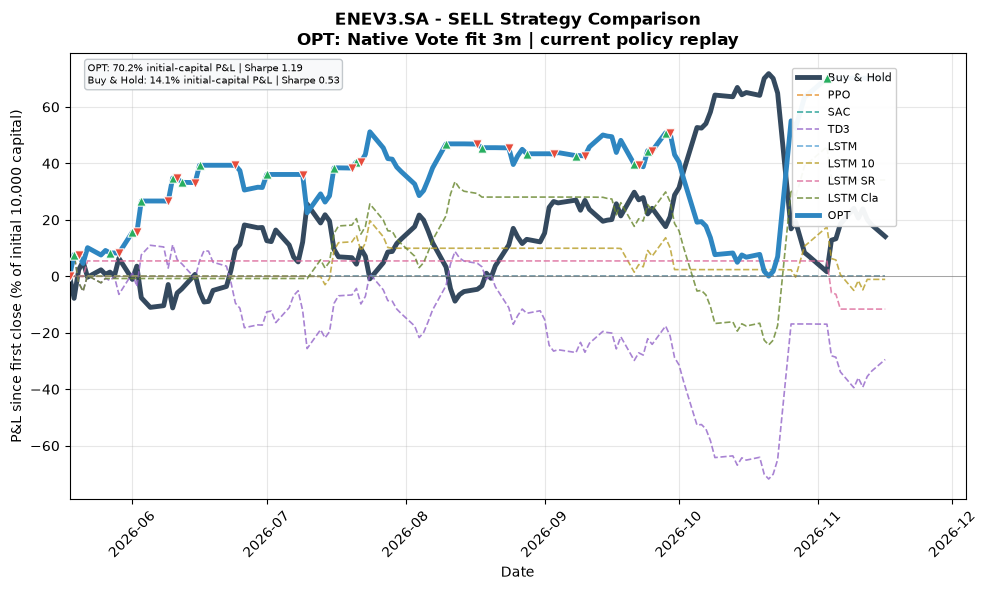 ENEV3.SA - SELL Strategy Comparison
OPT: Native Vote fit 3m | current policy replay
OPT: 70.2% initial-capital P&L | Sharpe 1.19
Buy & Hold: 14.1% initial-capital P&L | Sharpe 0.53
Buy & Hold
PPO
SAC
TD3
LSTM
LSTM 10
LSTM SR
LSTM Cla
OPT
P&L since first close (% of initial 10,000 capital)
60
40
20
0
−20
−40
−60
2026-06
2026-07
2026-08
2026-09
2026-10
2026-11
2026-12
Date